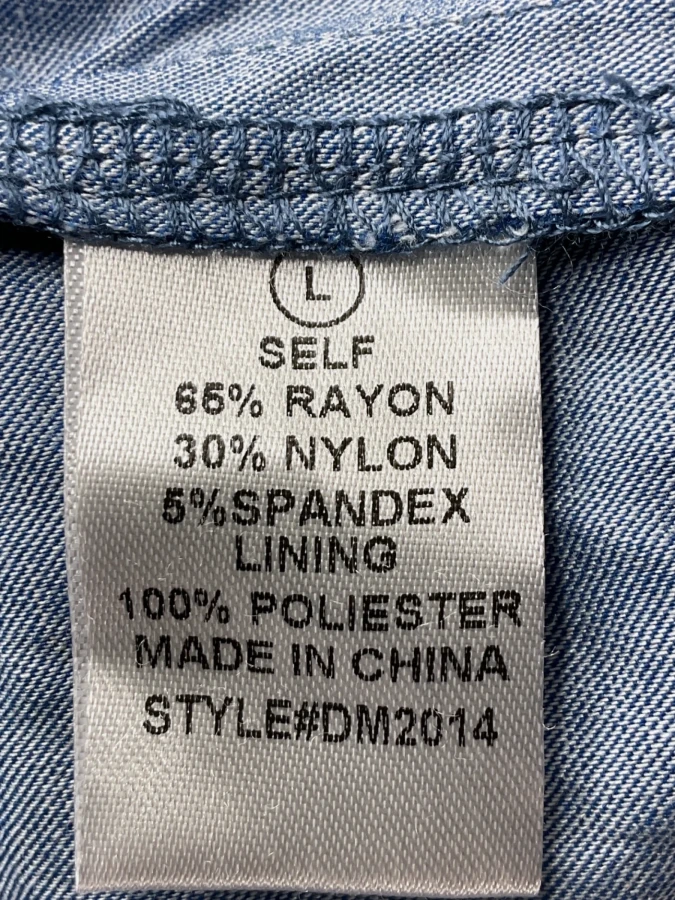 L
SELF
65% RAYON
30% NYLON
5%SPANDEX
LINING
100% POLIESTER
MADE IN CHINA
STYLE#DM2014